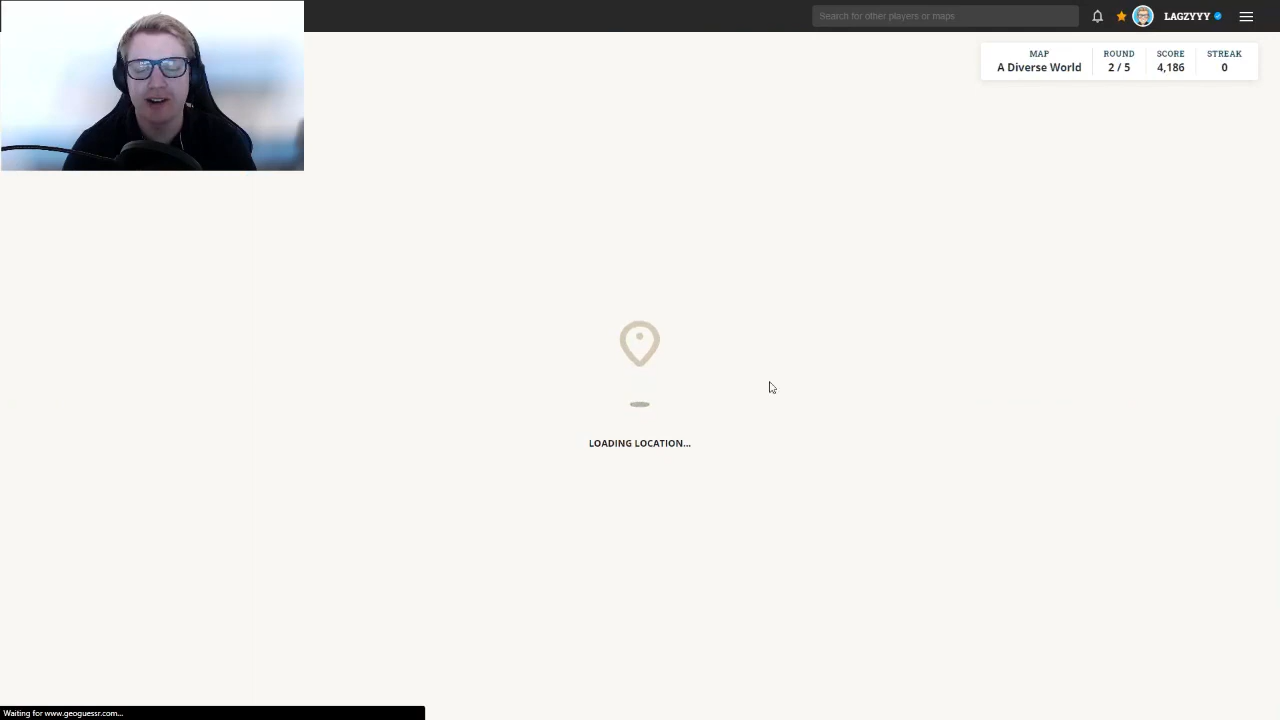 Search for other players or maps
LAGZYYY
MAP ROUND SCORE STREAK
A Diverse World 2 / 5 4,186 0
LOADING LOCATION...
Waiting for www.geoguessr.com...